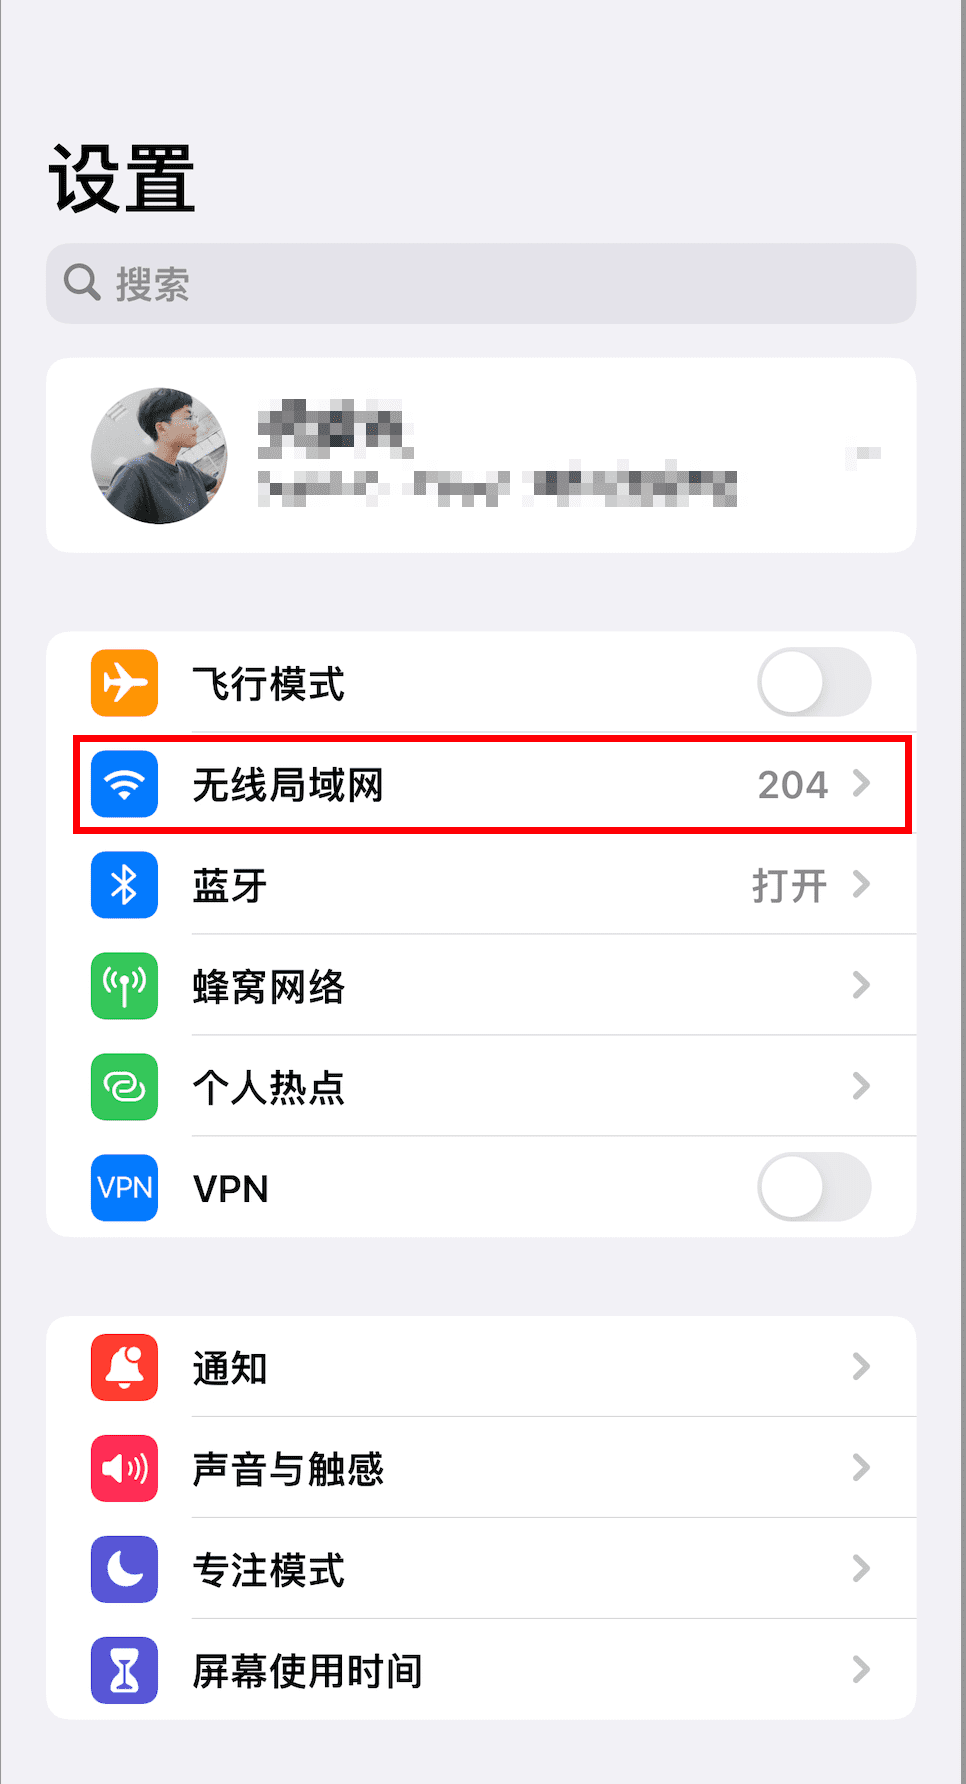 设置
搜索
飞行模式
无线局域网 204
蓝牙 打开
蜂窝网络
个人热点
VPN VPN
通知
声音与触感
专注模式
屏幕使用时间